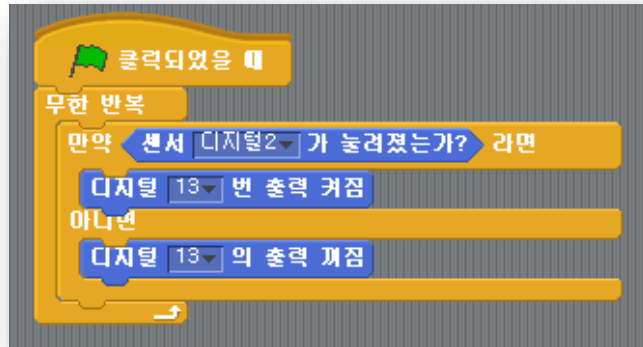 클릭되었을 때
무한 반복
만약 센서 디지털2 가 눌려졌는가? 라면
디지털 13 번 출력 켜짐
아니면
디지털 13 의 출력 꺼짐